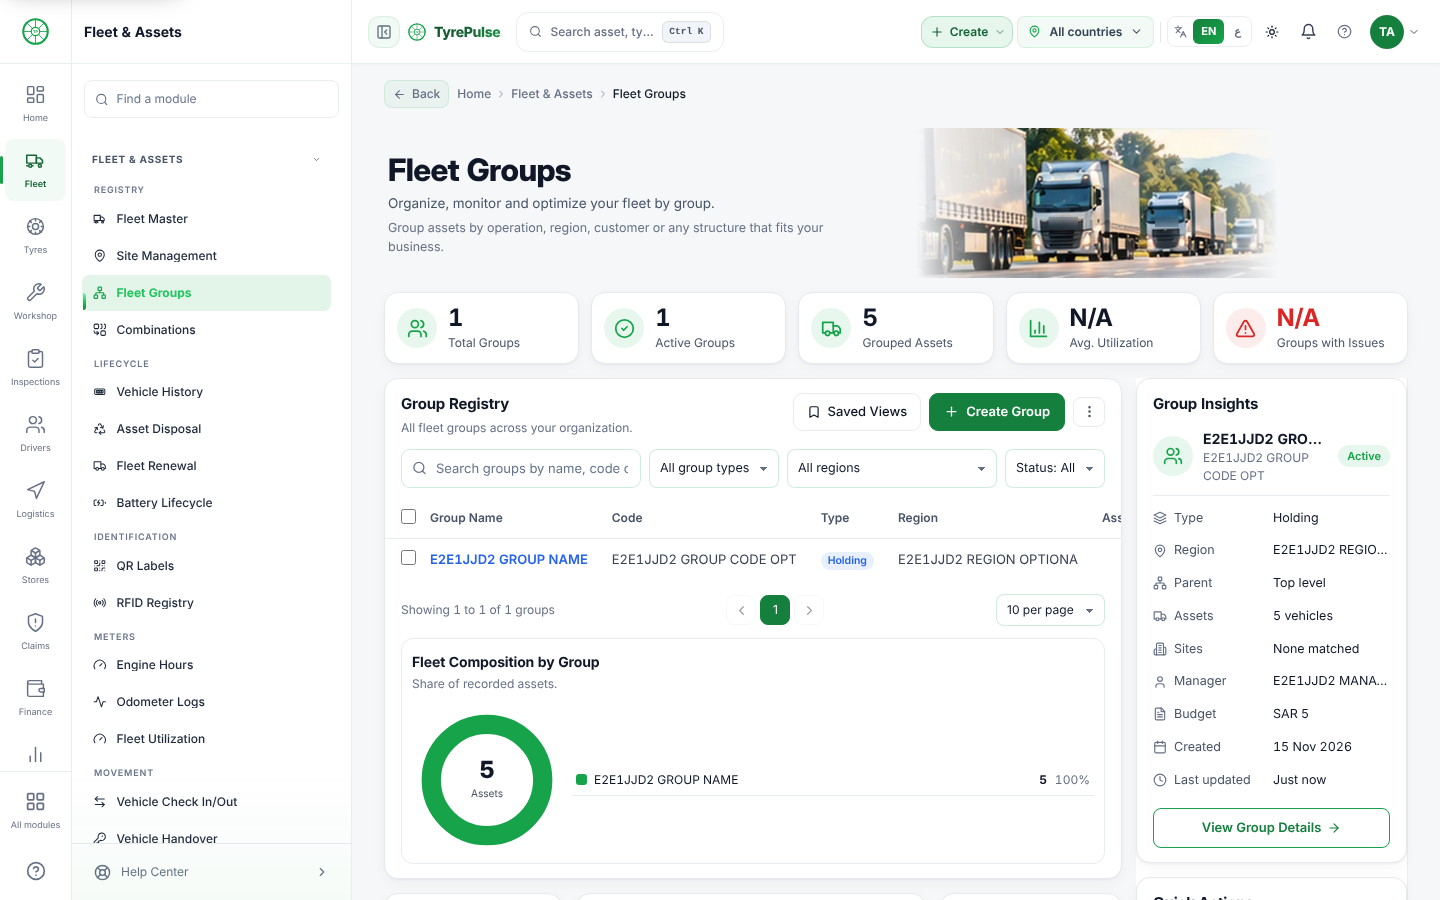 Fleet & Assets
TyrePulse
Search asset, ty...
Ctrl K
Create
All countries
EN
ع
TA
Home
Fleet
Tyres
Workshop
Inspections
Drivers
Logistics
Stores
Claims
Finance
All modules
Find a module
FLEET & ASSETS
REGISTRY
Fleet Master
Site Management
Fleet Groups
Combinations
LIFECYCLE
Vehicle History
Asset Disposal
Fleet Renewal
Battery Lifecycle
IDENTIFICATION
QR Labels
RFID Registry
METERS
Engine Hours
Odometer Logs
Fleet Utilization
MOVEMENT
Vehicle Check In/Out
Vehicle Handover
Help Center
Back
Home > Fleet & Assets > Fleet Groups
Fleet Groups
Organize, monitor and optimize your fleet by group.
Group assets by operation, region, customer or any structure that fits your
business.
1
Total Groups
1
Active Groups
5
Grouped Assets
N/A
Avg. Utilization
N/A
Groups with Issues
Group Registry
All fleet groups across your organization.
Saved Views
Create Group
Search groups by name, code
All group types
All regions
Status: All
Group Name Code Type Region Ass
E2E1JJD2 GROUP NAME E2E1JJD2 GROUP CODE OPT Holding E2E1JJD2 REGION OPTIONA
Showing 1 to 1 of 1 groups
1
10 per page
Fleet Composition by Group
Share of recorded assets.
5
Assets
E2E1JJD2 GROUP NAME 5 100%
Group Insights
E2E1JJD2 GRO...
E2E1JJD2 GROUP
CODE OPT
Active
Type Holding
Region E2E1JJD2 REGIO...
Parent Top level
Assets 5 vehicles
Sites None matched
Manager E2E1JJD2 MANA...
Budget SAR 5
Created 15 Nov 2026
Last updated Just now
View Group Details